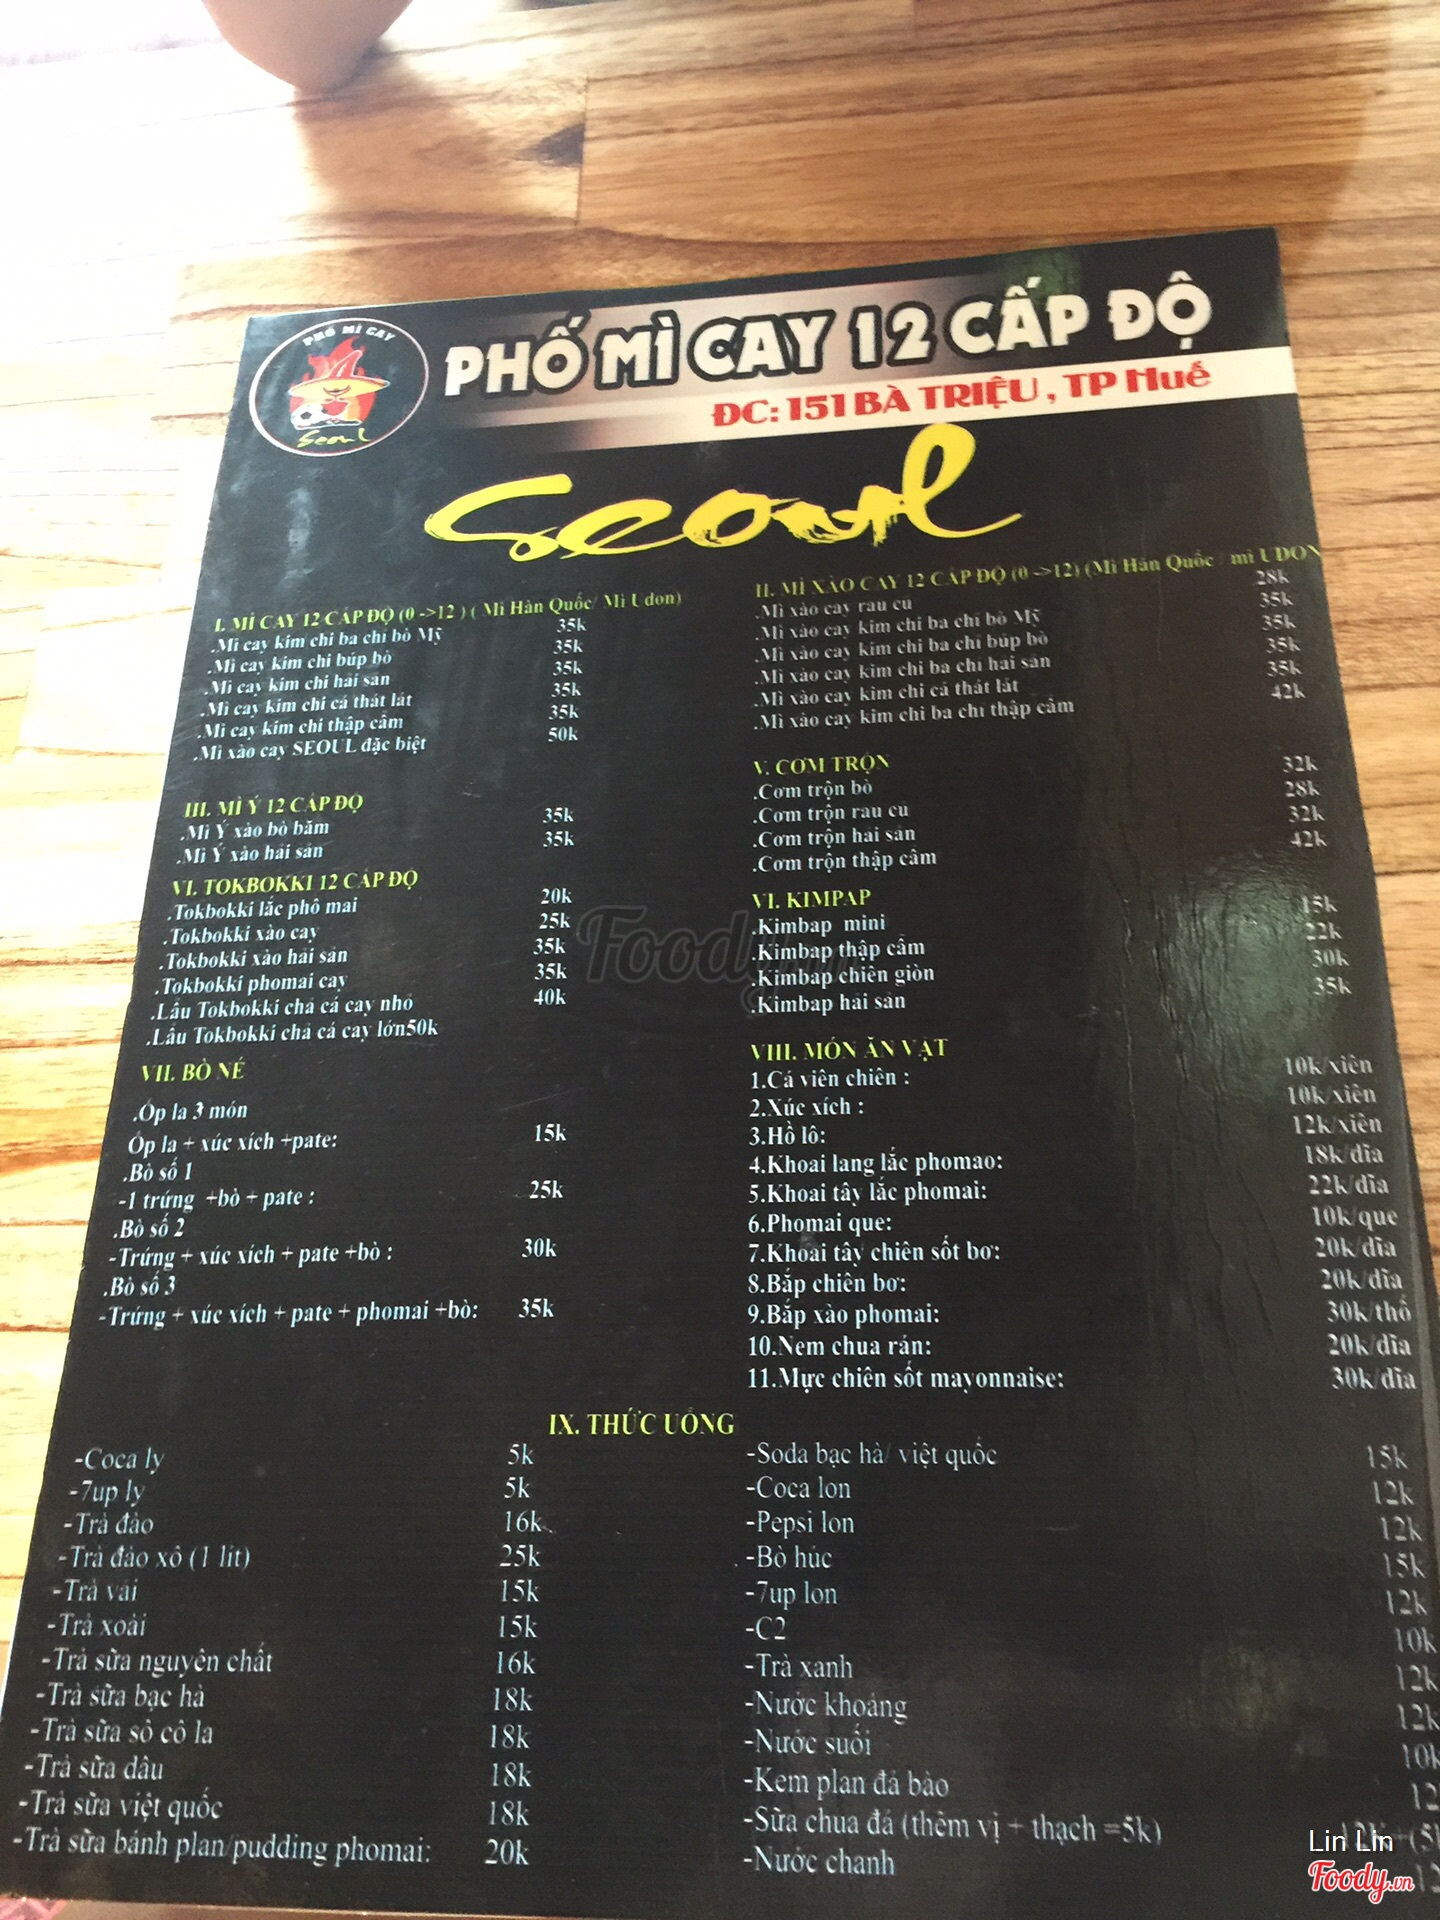 PHỐ MÌ CAY
Seoul
PHỐ MÌ CAY 12 CẤP ĐỘ
ĐC: 151 BÀ TRIỆU, TP Huế
Seoul
I. MÌ CAY 12 CẤP ĐỘ (0 ->12 ) ( Mì Hàn Quốc/ Mì Udon)
.Mì cay kim chi ba chỉ bò Mỹ 35k
.Mì cay kim chi búp bò 35k
.Mì cay kim chi hải sản 35k
.Mì cay kim chi cá thát lát 35k
.Mì cay kim chi thập cẩm 35k
.Mì xào cay SEOUL đặc biệt 50k
II. MÌ XÀO CAY 12 CẤP ĐỘ (0 ->12) (Mì Hàn Quốc / mì UDON
.Mì xào cay rau củ 28k
.Mì xào cay kim chi ba chỉ bò Mỹ 35k
.Mì xào cay kim chi ba chỉ búp bò 35k
.Mì xào cay kim chi ba chỉ hải sản 35k
.Mì xào cay kim chi cá thát lát 35k
.Mì xào cay kim chi ba chỉ thập cẩm 42k
III. MÌ Ý 12 CẤP ĐỘ
.Mì Ý xào bò băm 35k
.Mì Ý xào hải sản 35k
V. CƠM TRỘN
.Cơm trộn bò 32k
.Cơm trộn rau củ 28k
.Cơm trộn hải sản 32k
.Cơm trộn thập cẩm 42k
VI. TOKBOKKI 12 CẤP ĐỘ
.Tokbokki lắc phô mai 20k
.Tokbokki xào cay 25k
.Tokbokki xào hải sản 35k
.Tokbokki phomai cay 35k
.Lẩu Tokbokki chả cá cay nhỏ 40k
.Lẩu Tokbokki chả cá cay lớn50k
VI. KIMPAP
.Kimbap mini 15k
.Kimbap thập cẩm 22k
.Kimbap chiên giòn 30k
.Kimbap hải sản 35k
Foody
VII. BÒ NÉ
.Ốp la 3 món
Ốp la + xúc xích +pate: 15k
.Bò số 1
-1 trứng +bò + pate : 25k
.Bò số 2
-Trứng + xúc xích + pate +bò : 30k
.Bò số 3
-Trứng + xúc xích + pate + phomai +bò: 35k
VIII. MÓN ĂN VẶT
1.Cá viên chiên : 10k/xiên
2.Xúc xích : 10k/xiên
3.Hồ lô: 12k/xiên
4.Khoai lang lắc phomao: 18k/dĩa
5.Khoai tây lắc phomai: 22k/dĩa
6.Phomai que: 10k/que
7.Khoai tây chiên sốt bơ: 20k/dĩa
8.Bắp chiên bơ: 20k/dĩa
9.Bắp xào phomai: 30k/thố
10.Nem chua rán: 20k/dĩa
11.Mực chiên sốt mayonnaise: 30k/dĩa
IX. THỨC UỐNG
-Coca ly 5k
-7up ly 5k
-Trà đào 16k
-Trà đào xô (1 lít) 25k
-Trà vải 15k
-Trà xoài 15k
-Trà sữa nguyên chất 16k
-Trà sữa bạc hà 18k
-Trà sữa sô cô la 18k
-Trà sữa dâu 18k
-Trà sữa việt quốc 18k
-Trà sữa bánh plan/pudding phomai: 20k
-Soda bạc hà/ việt quốc 15k
-Coca lon 12k
-Pepsi lon 12k
-Bò húc 15k
-7up lon 12k
-C2 10k
-Trà xanh 12k
-Nước khoáng 12k
-Nước suối 10k
-Kem plan đá bào 12
-Sữa chua đá (thêm vị + thạch =5k) 12k+(5k
-Nước chanh 12
Lin Lin
Foody.vn